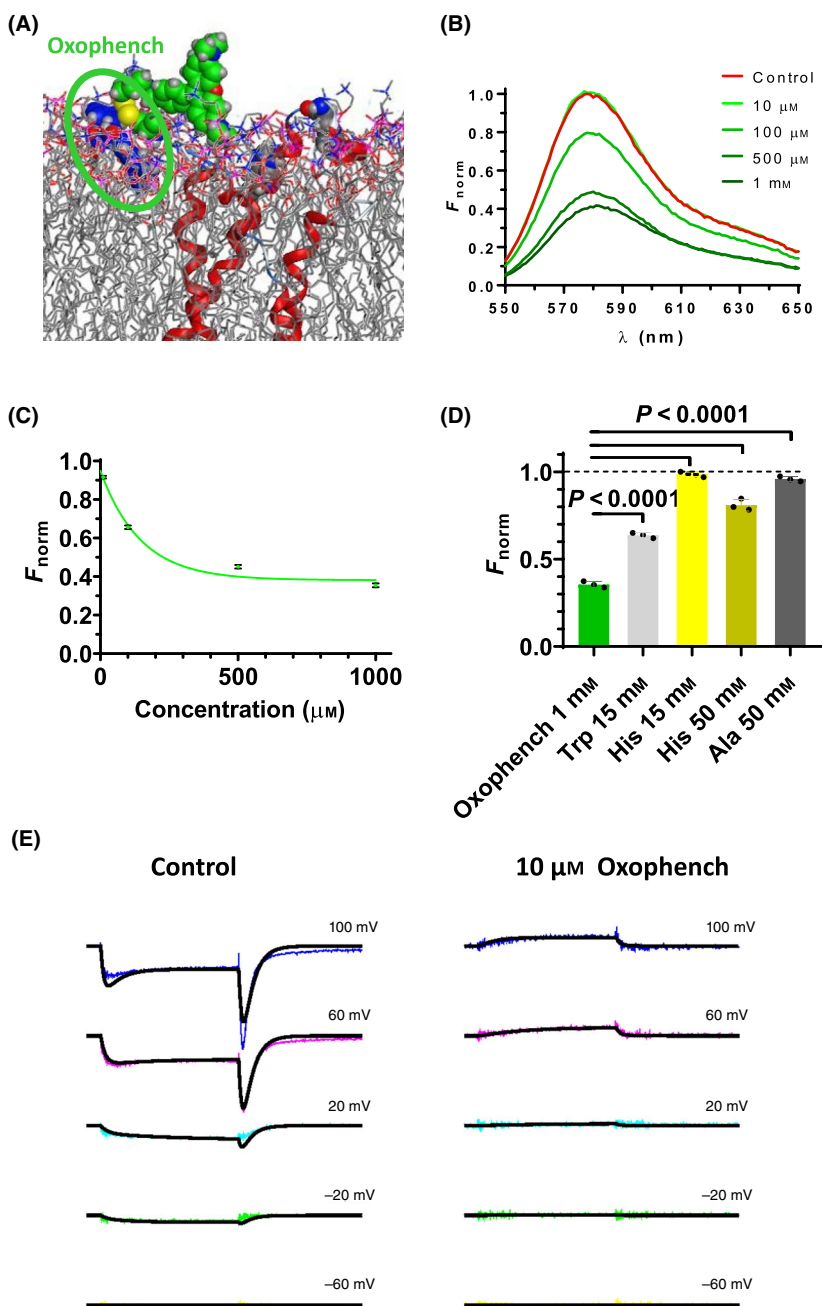 (A)
Oxophench
(B)
Fnorm
1.0
0.8
0.6
0.4
0.2
0.0
550
570
590
610
630
650
λ (nm)
Control
10 μM
100 μM
500 μM
1 mM
(C)
Fnorm
1.0
0.8
0.6
0.4
0.2
0.0
0
500
1000
Concentration (μM)
(D)
P < 0.0001
P < 0.0001
Fnorm
1.0
0.5
0.0
Oxophench 1 mM
Trp 15 mM
His 15 mM
His 50 mM
Ala 50 mM
(E)
Control
10 μM Oxophench
100 mV
60 mV
20 mV
–20 mV
–60 mV
100 mV
60 mV
20 mV
–20 mV
–60 mV